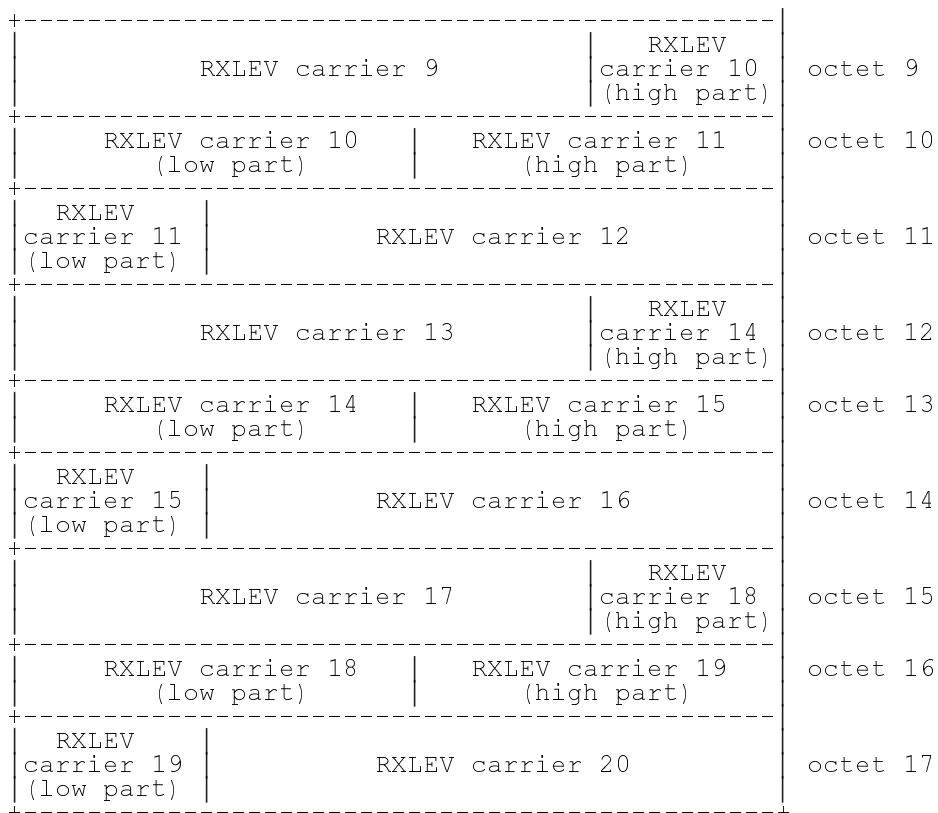 RXLEV
RXLEV carrier 9 carrier 10 octet 9
(high part)
RXLEV carrier 10 RXLEV carrier 11 octet 10
(low part) (high part)
RXLEV
carrier 11 RXLEV carrier 12 octet 11
(low part)
RXLEV
RXLEV carrier 13 carrier 14 octet 12
(high part)
RXLEV carrier 14 RXLEV carrier 15 octet 13
(low part) (high part)
RXLEV
carrier 15 RXLEV carrier 16 octet 14
(low part)
RXLEV
RXLEV carrier 17 carrier 18 octet 15
(high part)
RXLEV carrier 18 RXLEV carrier 19 octet 16
(low part) (high part)
RXLEV
carrier 19 RXLEV carrier 20 octet 17
(low part)